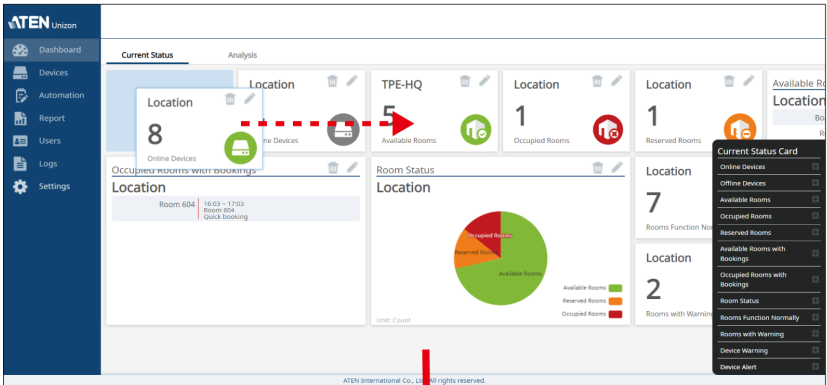 ATEN Unizon
Dashboard
Devices
Automation
Report
Users
Logs
Settings
Current Status
Analysis
Location
8
Online Devices
Location
Devices
TPE-HQ
5
Available Rooms
Location
1
Occupied Rooms
Location
1
Reserved Rooms
Available
Location
Occupied Rooms with Bookings
Location
Room 604
16:03 ~ 17:03
Room 604
Quick booking
Room Status
Location
Occupied Rooms
Reserved Rooms
Available Rooms
Available Rooms
Reserved Rooms
Occupied Rooms
Unit: Count
Location
7
Rooms Function
Location
2
Rooms with Warning
Current Status Card
Online Devices
Offline Devices
Available Rooms
Occupied Rooms
Reserved Rooms
Available Rooms with
Bookings
Occupied Rooms with
Bookings
Room Status
Rooms Function Normally
Rooms with Warning
Device Warning
Device Alert
ATEN International Co., All rights reserved.